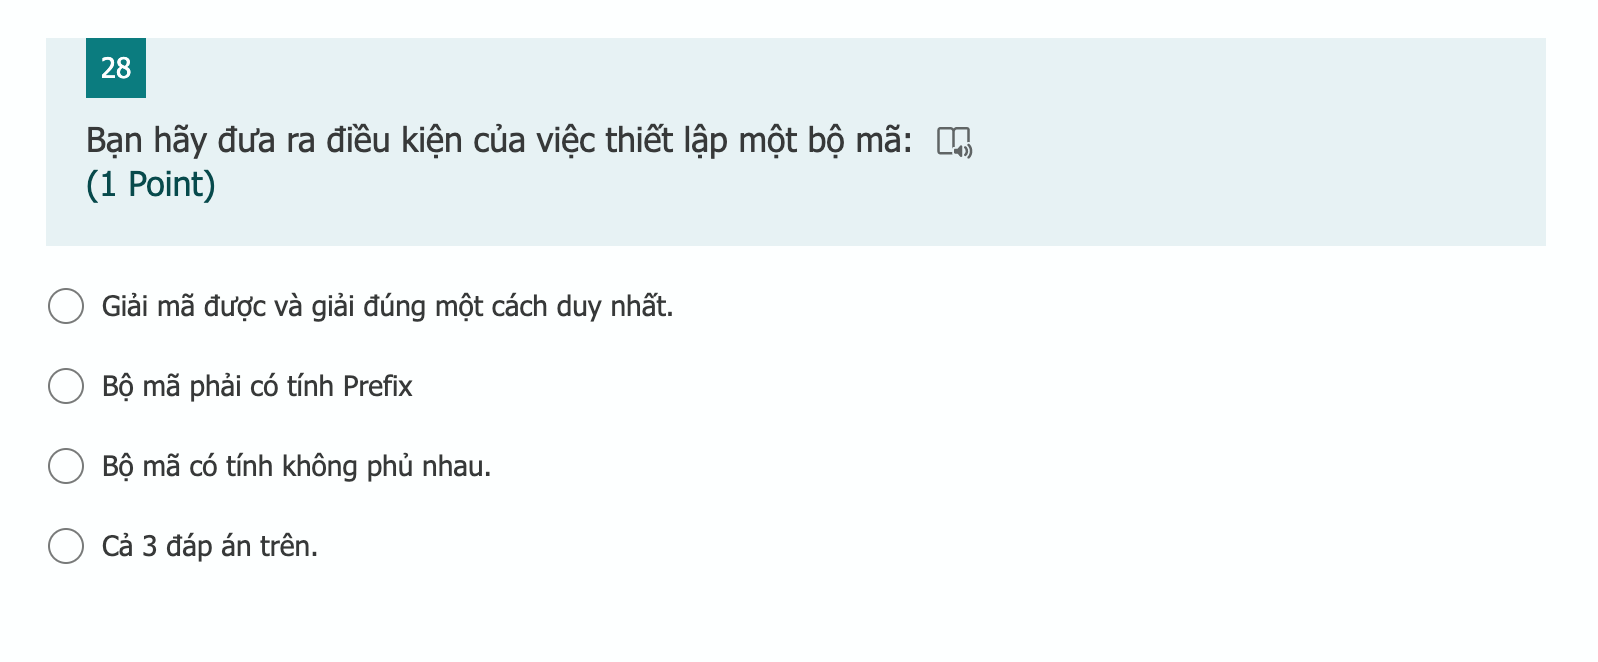 28
Bạn hãy đưa ra điều kiện của việc thiết lập một bộ mã:
(1 Point)
Giải mã được và giải đúng một cách duy nhất.
Bộ mã phải có tính Prefix
Bộ mã có tính không phủ nhau.
Cả 3 đáp án trên.